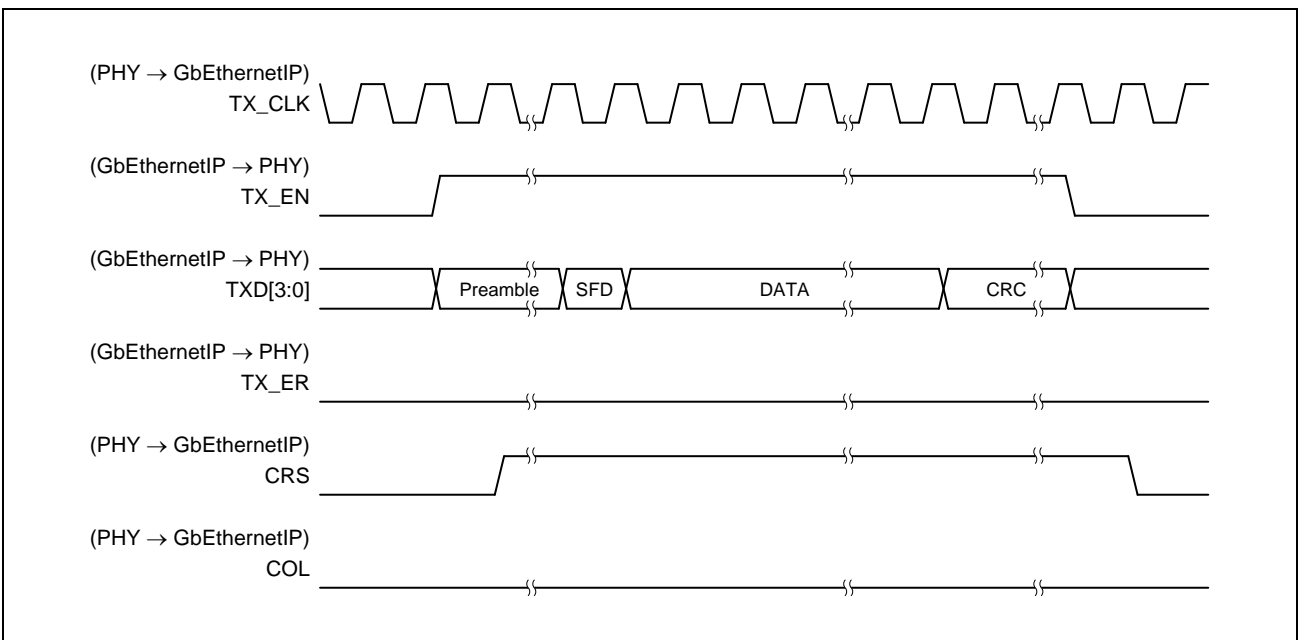 (PHY → GbEthernetIP)
TX_CLK
(GbEthernetIP → PHY)
TX_EN
(GbEthernetIP → PHY)
TXD[3:0]
Preamble SFD DATA CRC
(GbEthernetIP → PHY)
TX_ER
(PHY → GbEthernetIP)
CRS
(PHY → GbEthernetIP)
COL